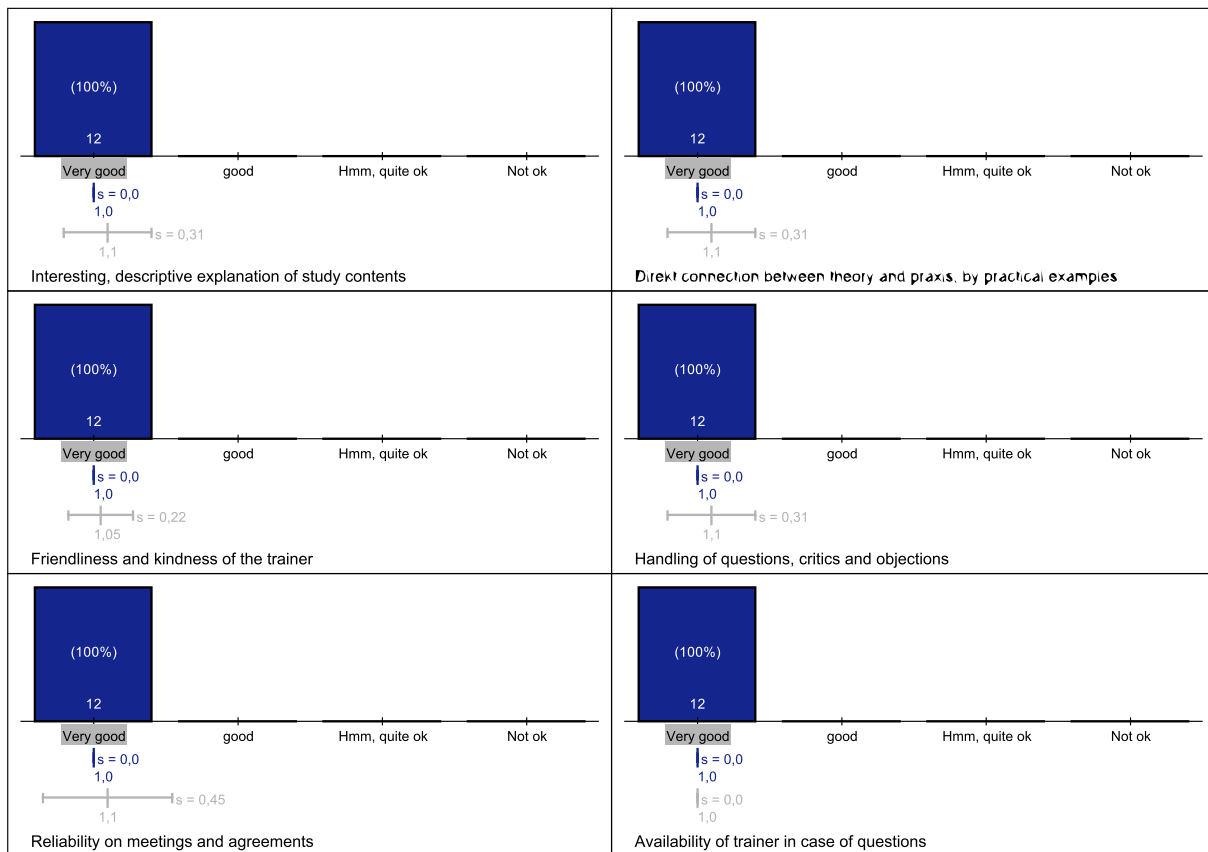 (100%)
12
Very good good Hmm, quite ok Not ok
s = 0,0
1,0
s = 0,31
1,1
Interesting, descriptive explanation of study contents
(100%)
12
Very good good Hmm, quite ok Not ok
s = 0,0
1,0
s = 0,31
1,1
Direkt connection between theory and praxis, by practical examples
(100%)
12
Very good good Hmm, quite ok Not ok
s = 0,0
1,0
s = 0,22
1,05
Friendliness and kindness of the trainer
(100%)
12
Very good good Hmm, quite ok Not ok
s = 0,0
1,0
s = 0,31
1,1
Handling of questions, critics and objections
(100%)
12
Very good good Hmm, quite ok Not ok
s = 0,0
1,0
s = 0,45
1,1
Reliability on meetings and agreements
(100%)
12
Very good good Hmm, quite ok Not ok
s = 0,0
1,0
s = 0,0
1,0
Availability of trainer in case of questions